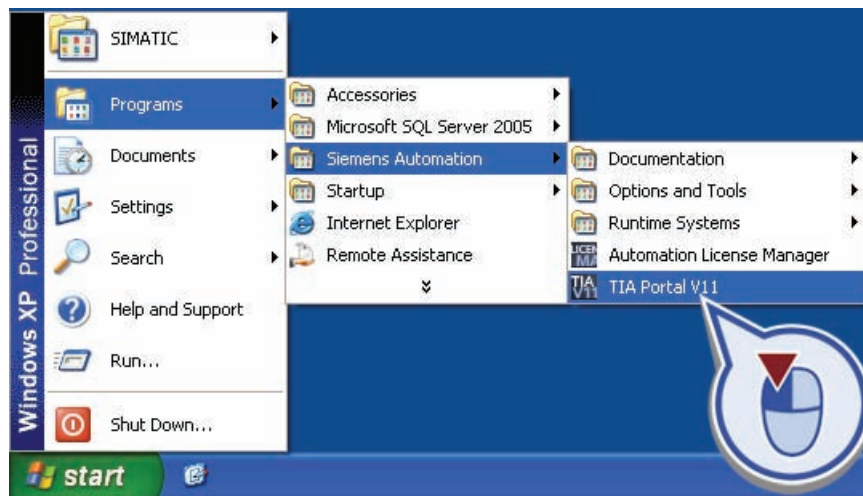 Windows XP Professional
SIMATIC
Programs
Documents
Settings
Search
Help and Support
Run...
Shut Down...
Accessories
Microsoft SQL Server 2005
Siemens Automation
Startup
Internet Explorer
Remote Assistance
Documentation
Options and Tools
Runtime Systems
Automation License Manager
TIA Portal V11
start